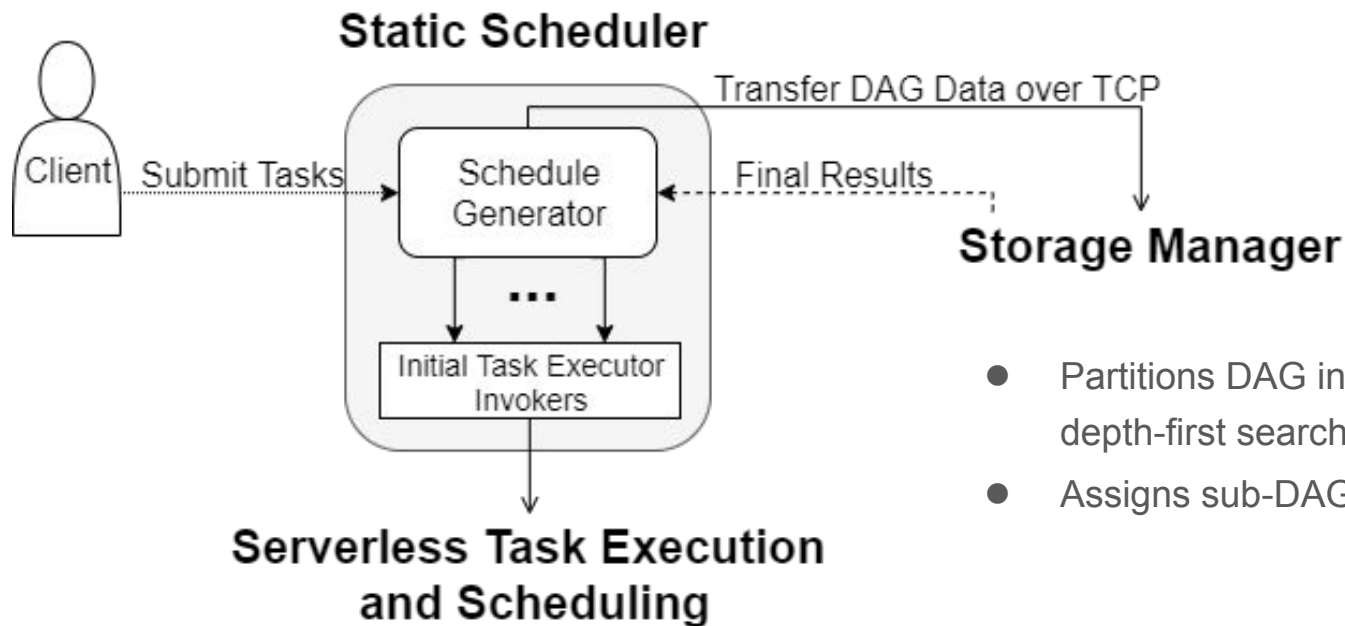 Static Scheduler
Transfer DAG Data over TCP
Client
Submit Tasks
Schedule
Generator
Final Results
Storage Manager
...
Initial Task Executor
Invokers
Partitions DAG in
depth-first search
Assigns sub-DAG
Serverless Task Execution
and Scheduling